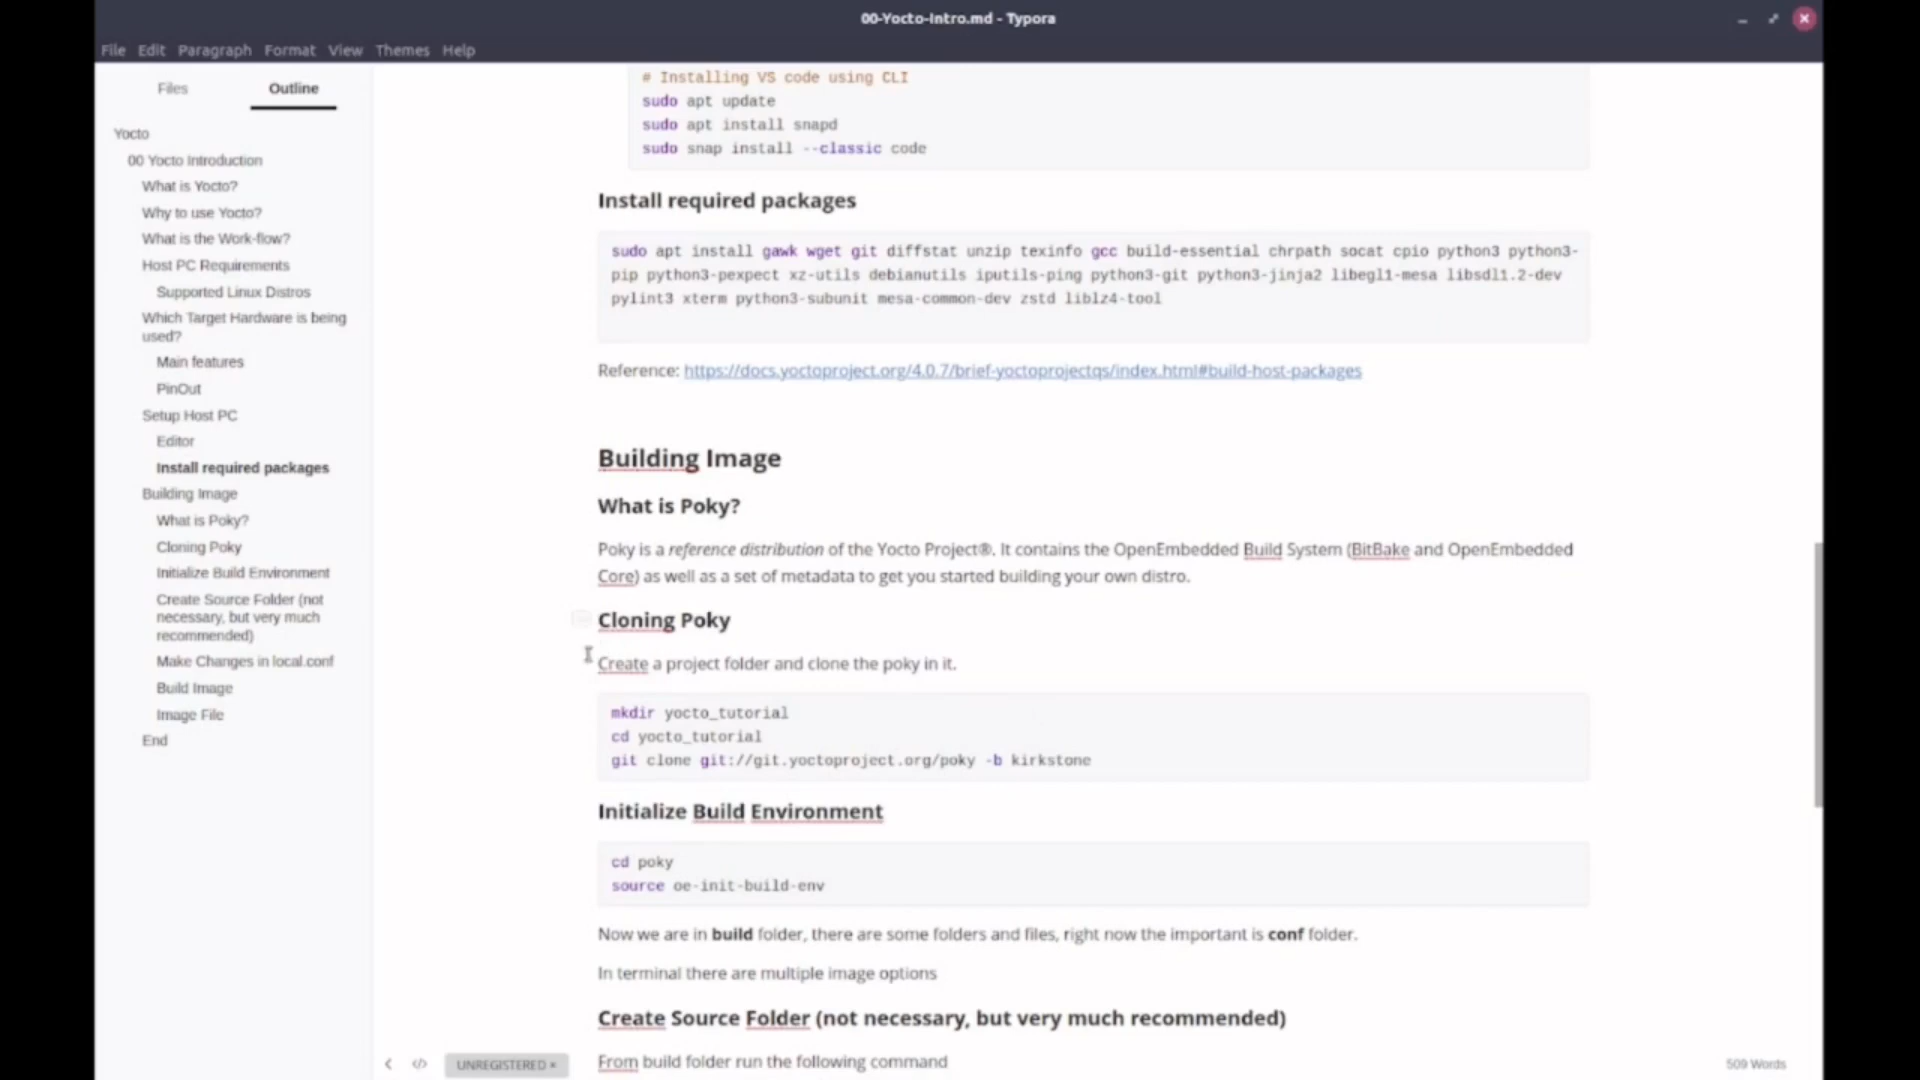 00-Yocto-Intro.md - Typora
File Edit Paragraph Format View Themes Help
Files Outline
Yocto
00 Yocto Introduction
What is Yocto?
Why to use Yocto?
What is the Work-flow?
Host PC Requirements
Supported Linux Distros
Which Target Hardware is being
used?
Main features
PinOut
Setup Host PC
Editor
Install required packages
Building Image
What is Poky?
Cloning Poky
Initialize Build Environment
Create Source Folder (not
necessary, but very much
recommended)
Make Changes in local.conf
Build Image
Image File
End
# Installing VS code using CLI
sudo apt update
sudo apt install snapd
sudo snap install --classic code
Install required packages
sudo apt install gawk wget git diffstat unzip texinfo gcc build-essential chrpath socat cpio python3 python3-
pip python3-pexpect xz-utils debianutils iputils-ping python3-git python3-jinja2 libegl1-mesa libsdl1.2-dev
pylint3 xterm python3-subunit mesa-common-dev zstd liblz4-tool
Reference: https://docs.yoctoproject.org/4.0.7/brief-yoctoprojectqs/index.html#build-host-packages
Building Image
What is Poky?
Poky is a reference distribution of the Yocto Project®. It contains the OpenEmbedded Build System (BitBake and OpenEmbedded
Core) as well as a set of metadata to get you started building your own distro.
Cloning Poky
Create a project folder and clone the poky in it.
mkdir yocto_tutorial
cd yocto_tutorial
git clone git://git.yoctoproject.org/poky -b kirkstone
Initialize Build Environment
cd poky
source oe-init-build-env
Now we are in build folder, there are some folders and files, right now the important is conf folder.
In terminal there are multiple image options
Create Source Folder (not necessary, but very much recommended)
From build folder run the following command
< </> UNREGISTERED ×
509 Words